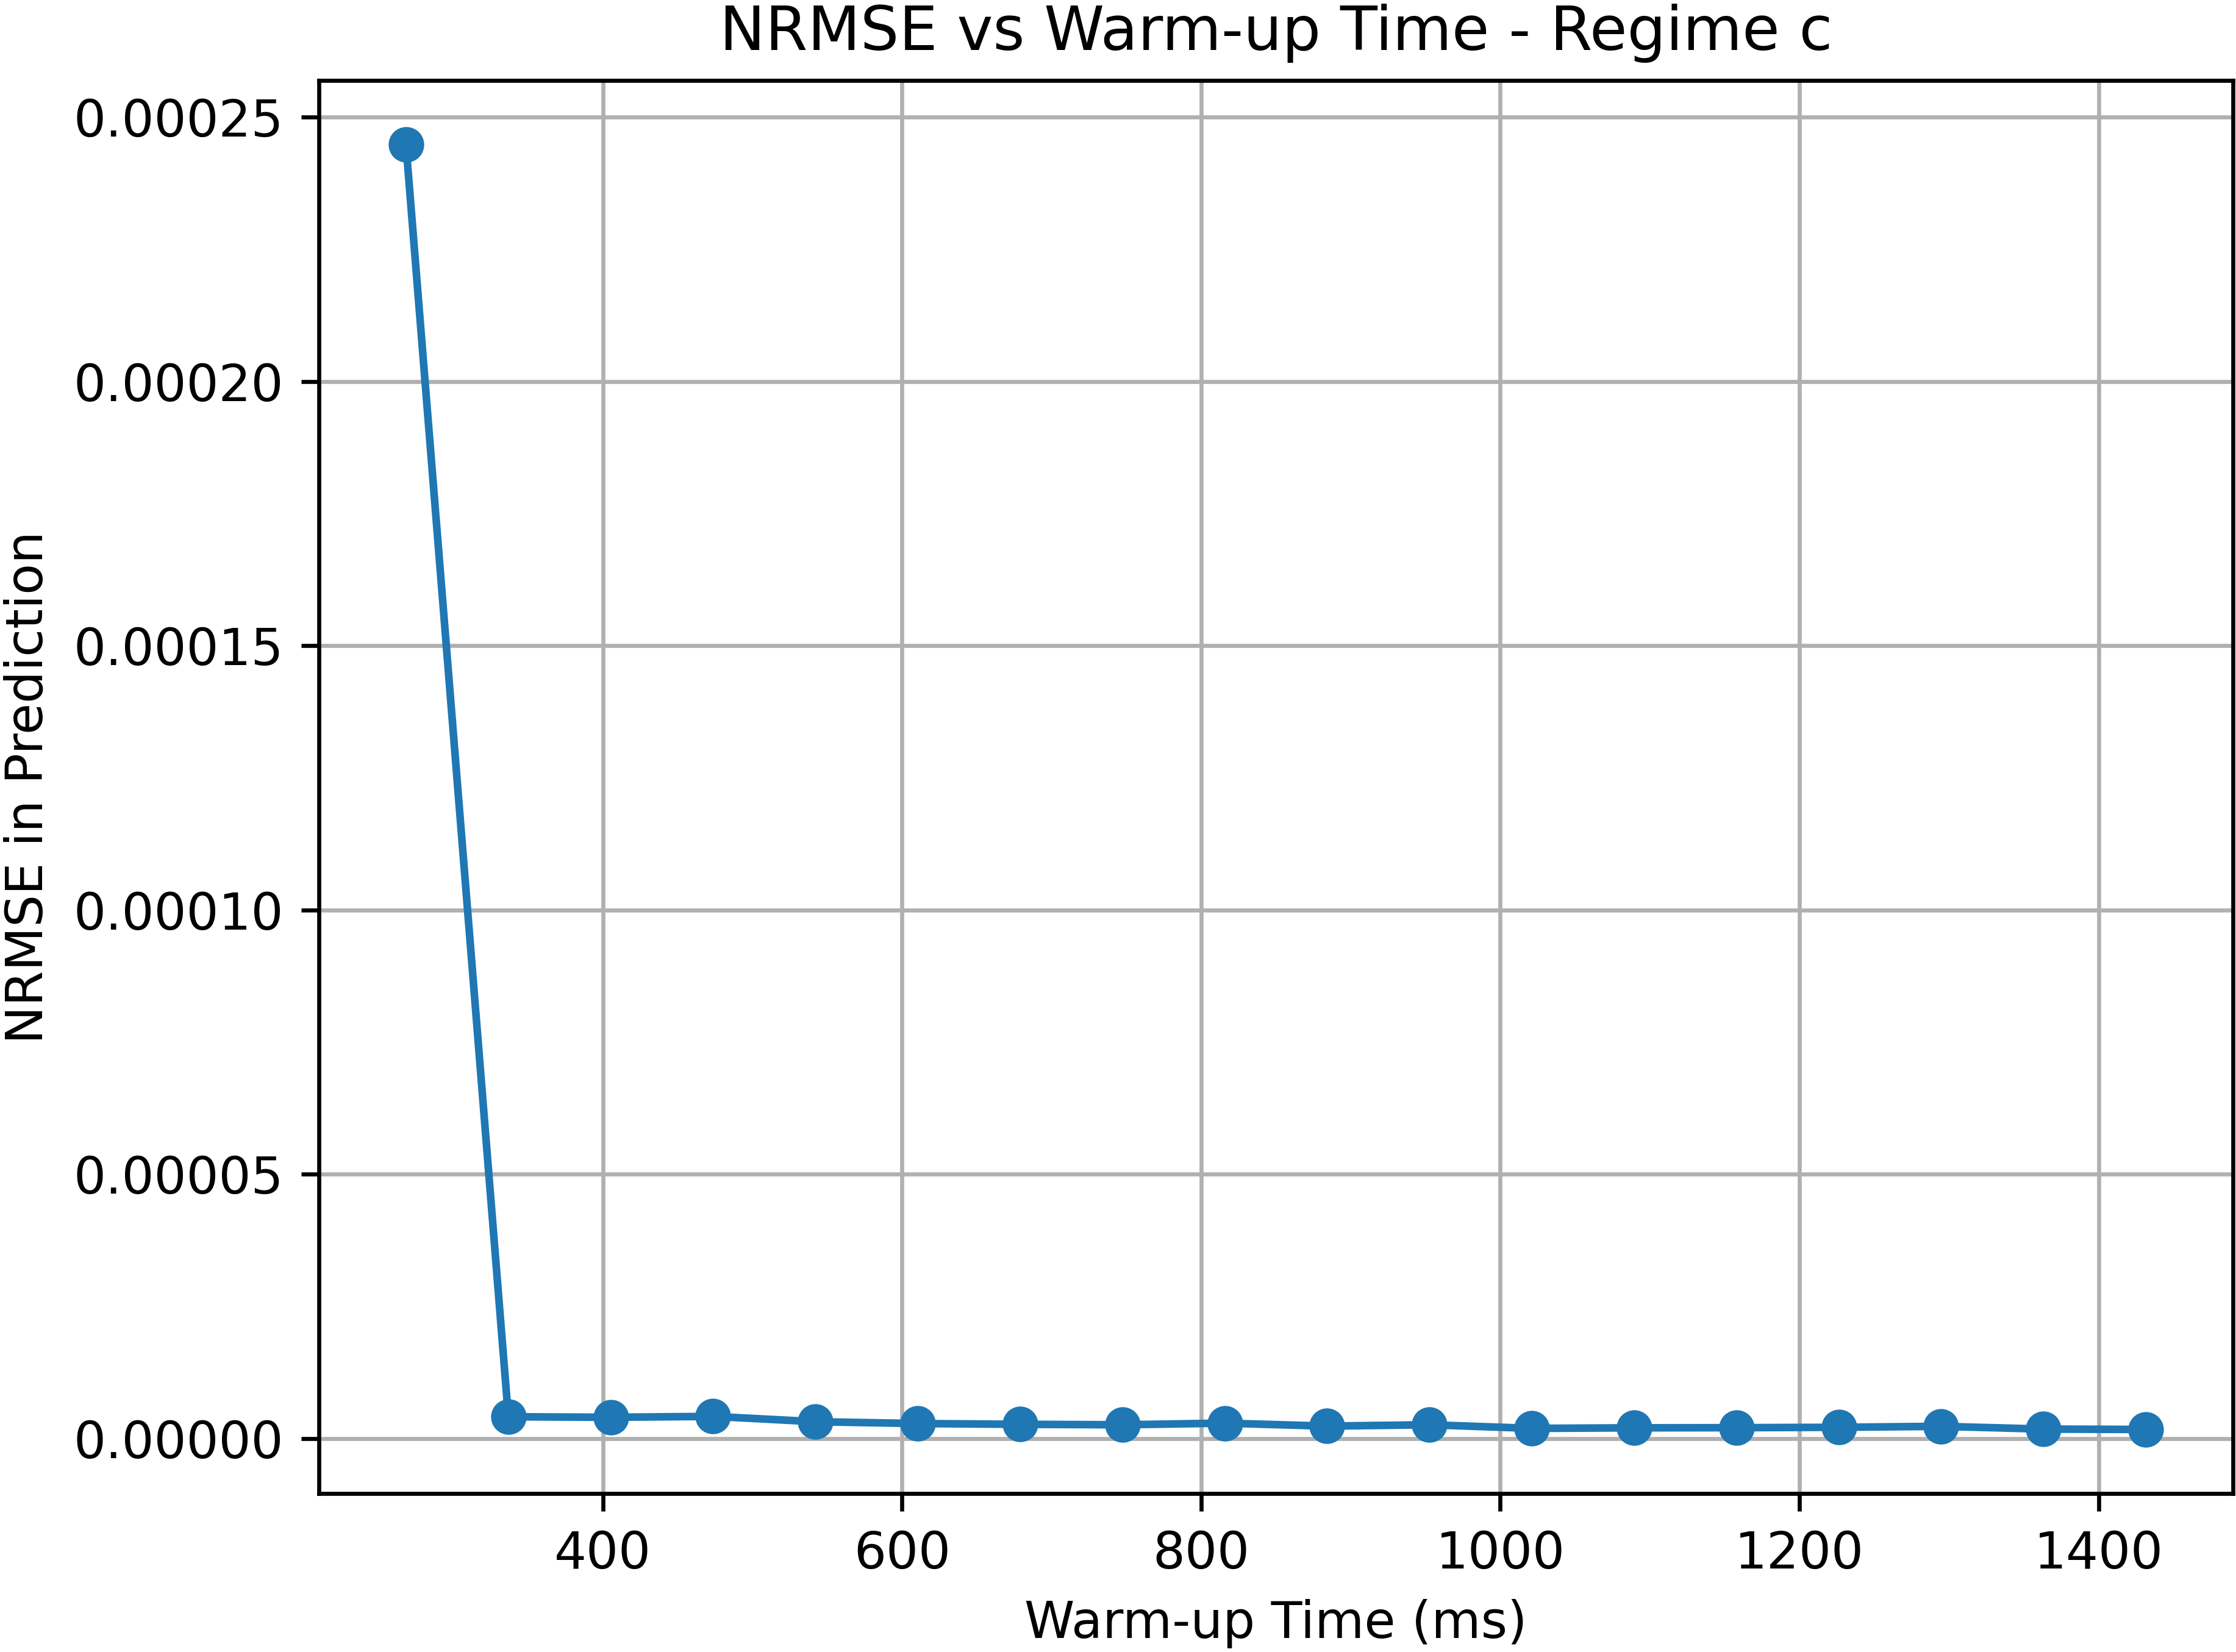 NRMSE vs Warm-up Time - Regime c
0.00025
0.00020
0.00015
0.00010
0.00005
0.00000
NRMSE in Prediction
400 600 800 1000 1200 1400
Warm-up Time (ms)